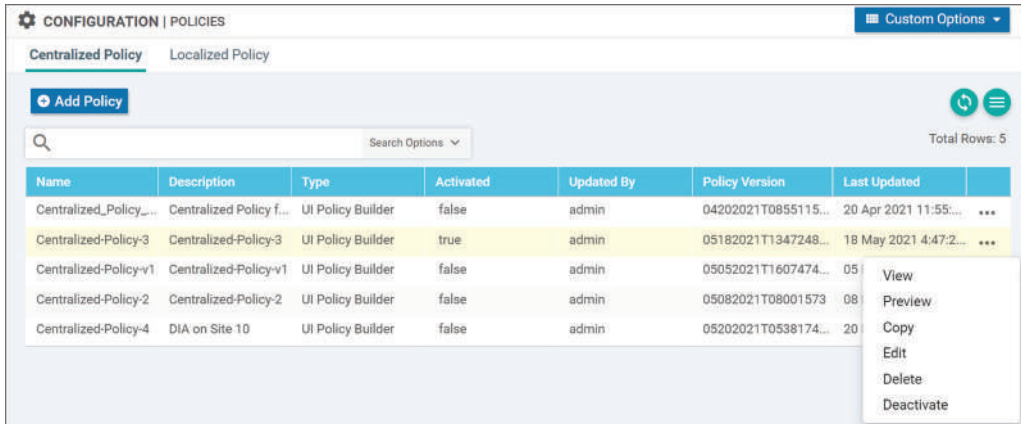 CONFIGURATION | POLICIES
Custom Options
Centralized Policy Localized Policy
Add Policy
Search Options
Total Rows: 5
Name Description Type Activated Updated By Policy Version Last Updated
Centralized_Policy_... Centralized Policy f... UI Policy Builder false admin 04202021T0855115... 20 Apr 2021 11:55:...
Centralized-Policy-3 Centralized-Policy-3 UI Policy Builder true admin 05182021T1347248... 18 May 2021 4:47:2...
Centralized-Policy-v1 Centralized-Policy-v1 UI Policy Builder false admin 05052021T1607474... 05
Centralized-Policy-2 Centralized-Policy-2 UI Policy Builder false admin 05082021T08001573 08
Centralized-Policy-4 DIA on Site 10 UI Policy Builder false admin 05202021T0538174... 20
View
Preview
Copy
Edit
Delete
Deactivate